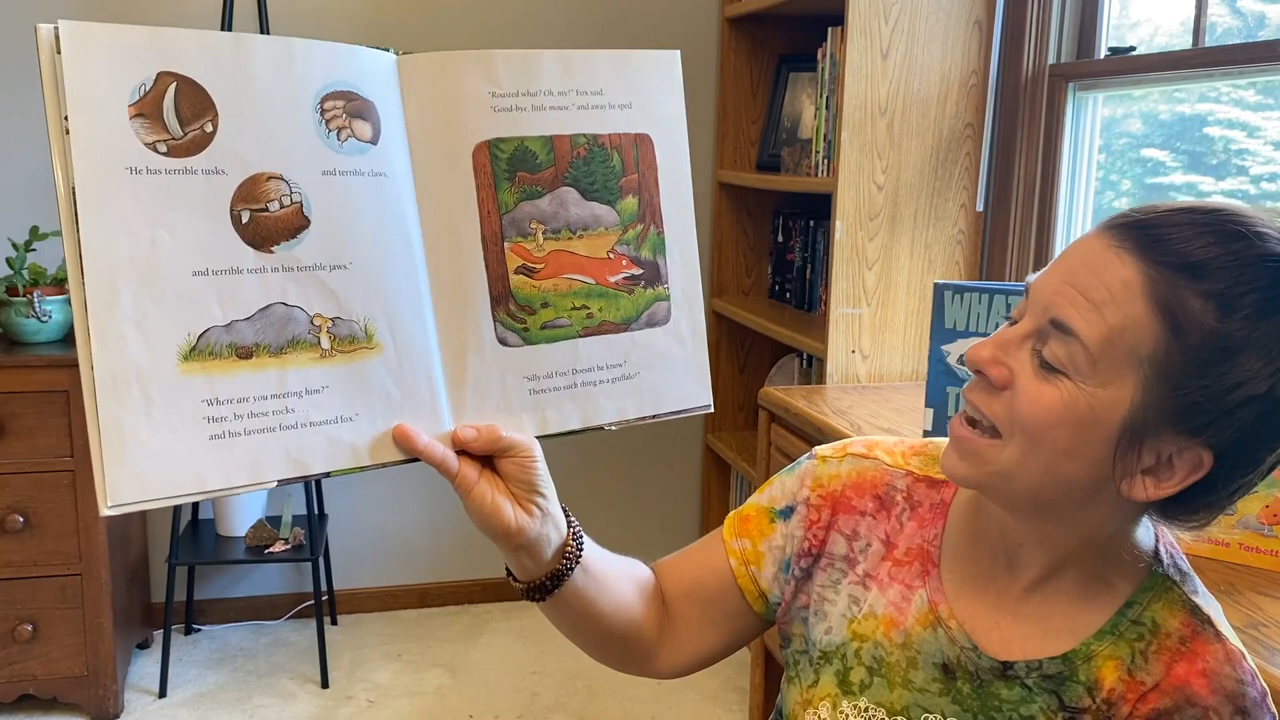 "He has terrible tusks,
and terrible claws,
and terrible teeth in his terrible jaws."
"Where are you meeting him?"
"Here, by these rocks . . .
and his favorite food is roasted fox."
"Roasted what? Oh, my!" Fox said.
"Good-bye, little mouse," and away he sped
"Silly old Fox! Doesn't he know?
There's no such thing as a gruffalo!"
WHAT
Tarbett